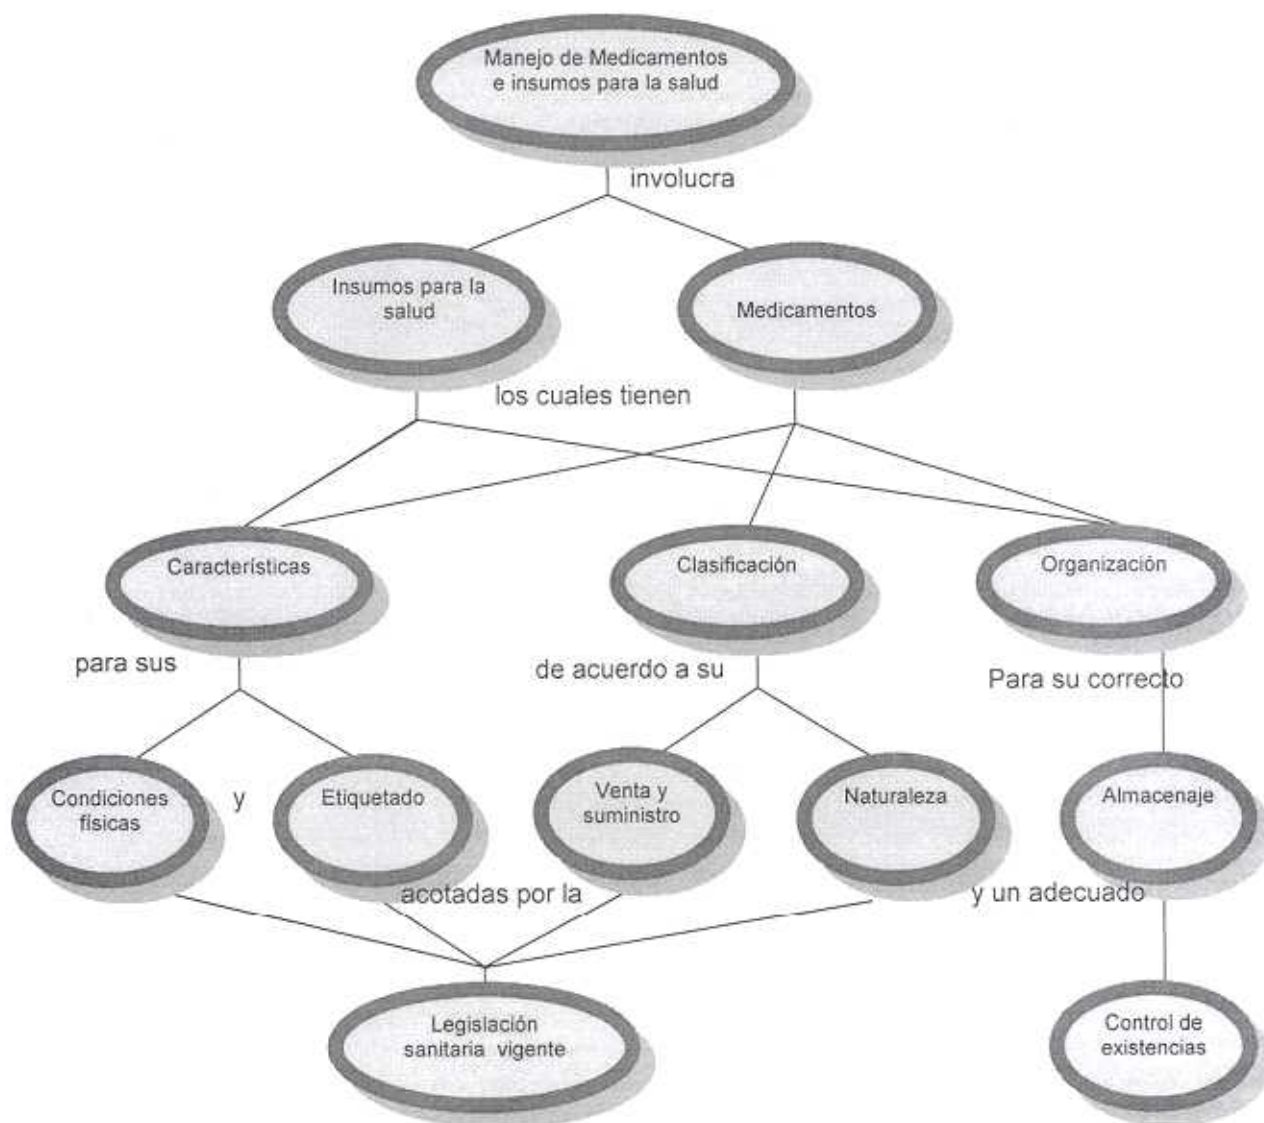 Manejo de Medicamentos
e insumos para la salud
involucra
Insumos para la
salud
Medicamentos
los cuales tienen
Características
Clasificación
Organización
para sus
de acuerdo a su
Para su correcto
Condiciones
físicas
y
Etiquetado
Venta y
suministro
Naturaleza
Almacenaje
acotadas por la
y un adecuado
Legislación
sanitaria vigente
Control de
existencias